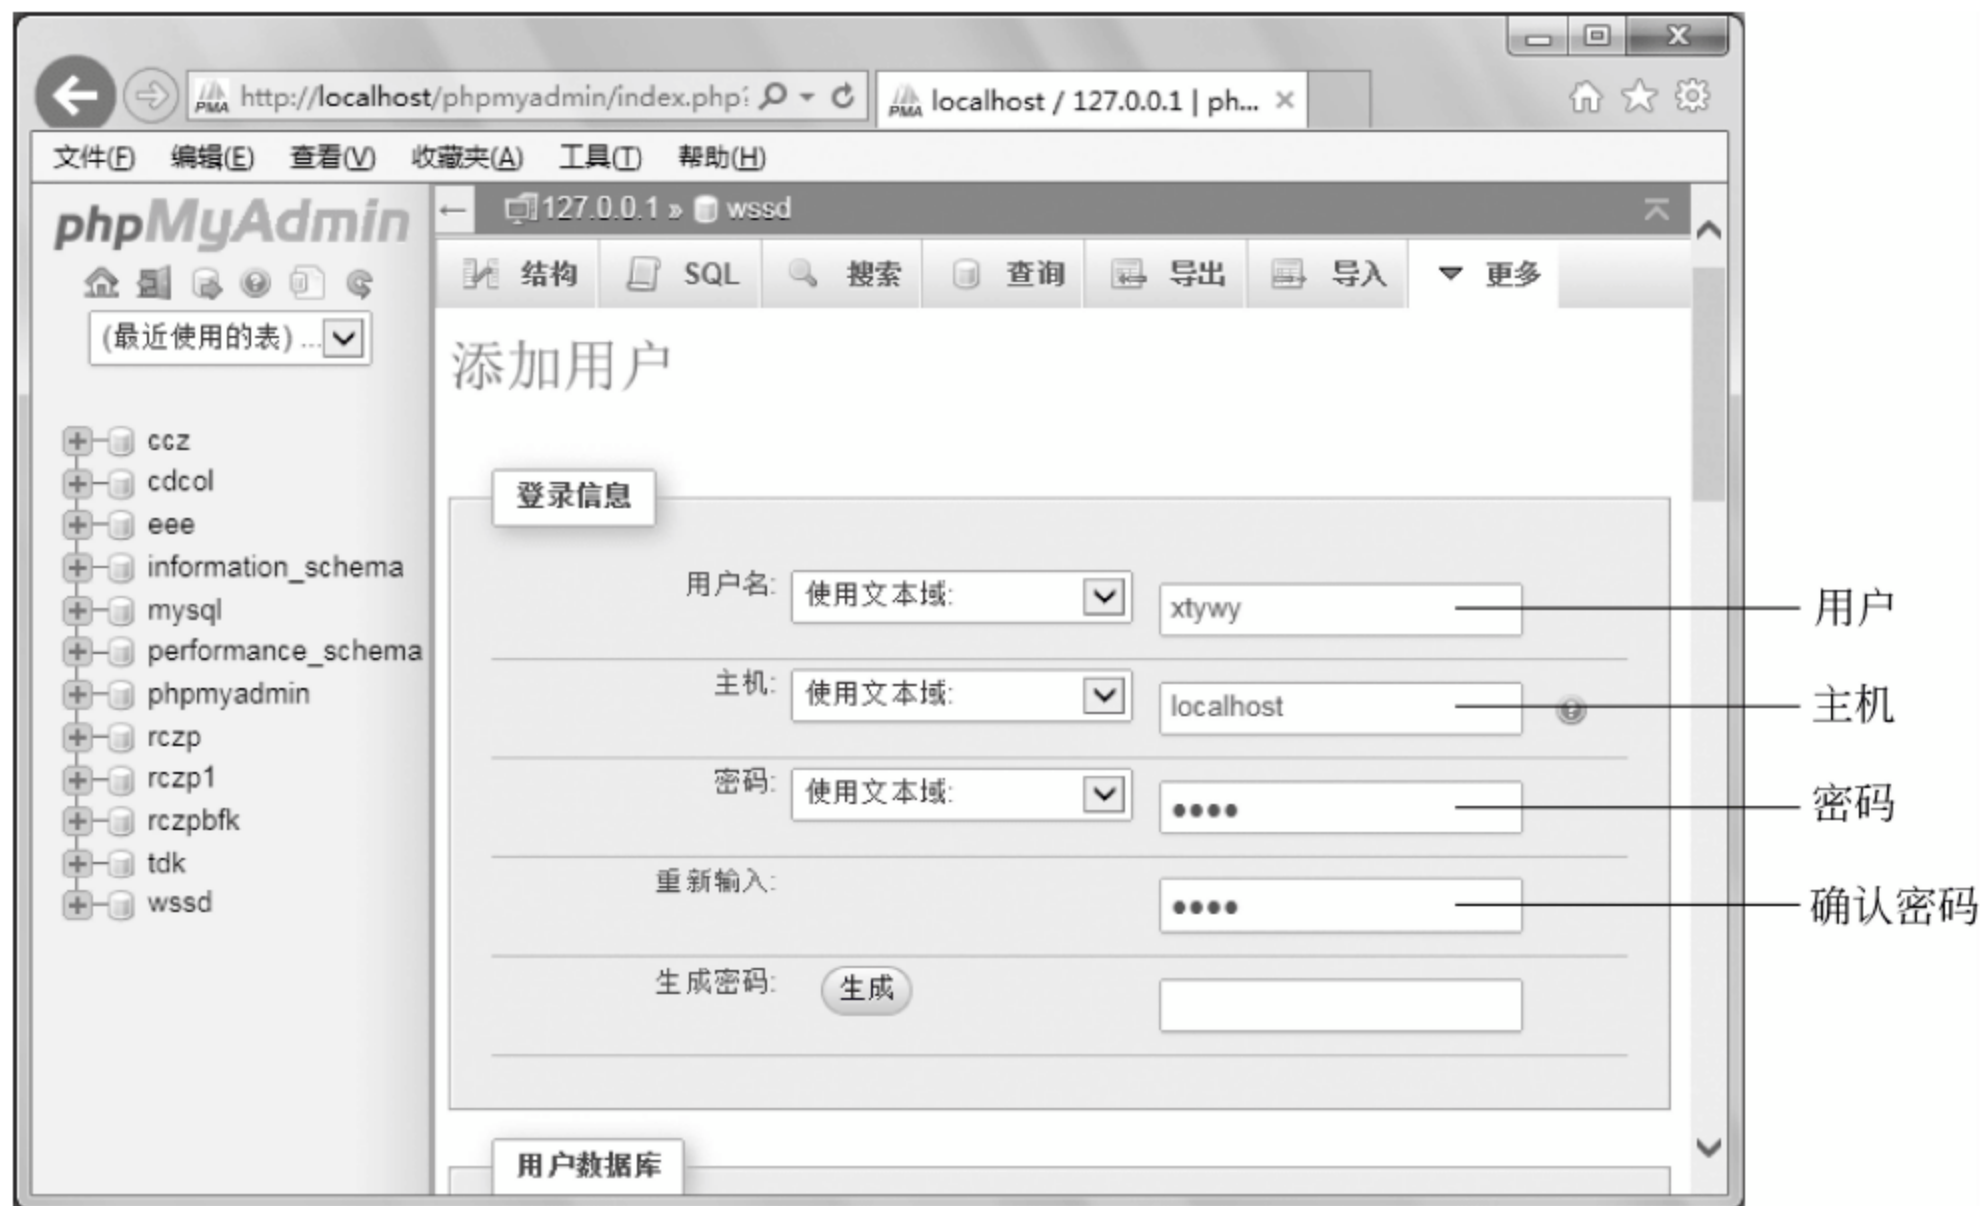 http://localhost/phpmyadmin/index.php?
PMA
PMA localhost / 127.0.0.1 | ph...
文件(F) 编辑(E) 查看(V) 收藏夹(A) 工具(T) 帮助(H)
phpMyAdmin
(最近使用的表) ...
ccz
cdcol
eee
information_schema
mysql
performance_schema
phpmyadmin
rczp
rczp1
rczpbfk
tdk
wssd
127.0.0.1 » wssd
结构 SQL 搜索 查询 导出 导入 更多
添加用户
登录信息
用户名: 使用文本域: xtywy
主机: 使用文本域: localhost
密码: 使用文本域: ●●●●
重新输入: ●●●●
生成密码: 生成
用户数据库
用户
主机
密码
确认密码